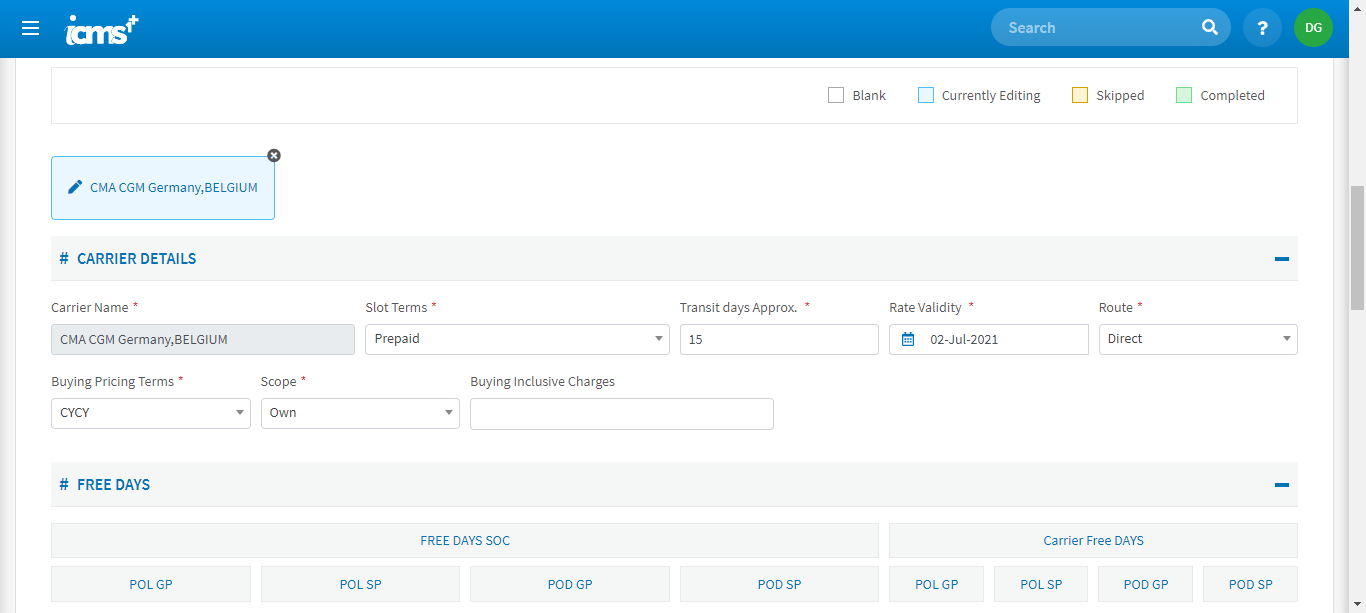 icms+
Search
?
DG
Blank
Currently Editing
Skipped
Completed
CMA CGM Germany,BELGIUM
# CARRIER DETAILS
Carrier Name * Slot Terms * Transit days Approx. * Rate Validity * Route *
CMA CGM Germany,BELGIUM Prepaid 15 02-Jul-2021 Direct
Buying Pricing Terms * Scope * Buying Inclusive Charges
CYCY Own
# FREE DAYS
FREE DAYS SOC Carrier Free DAYS
POL GP POL SP POD GP POD SP POL GP POL SP POD GP POD SP